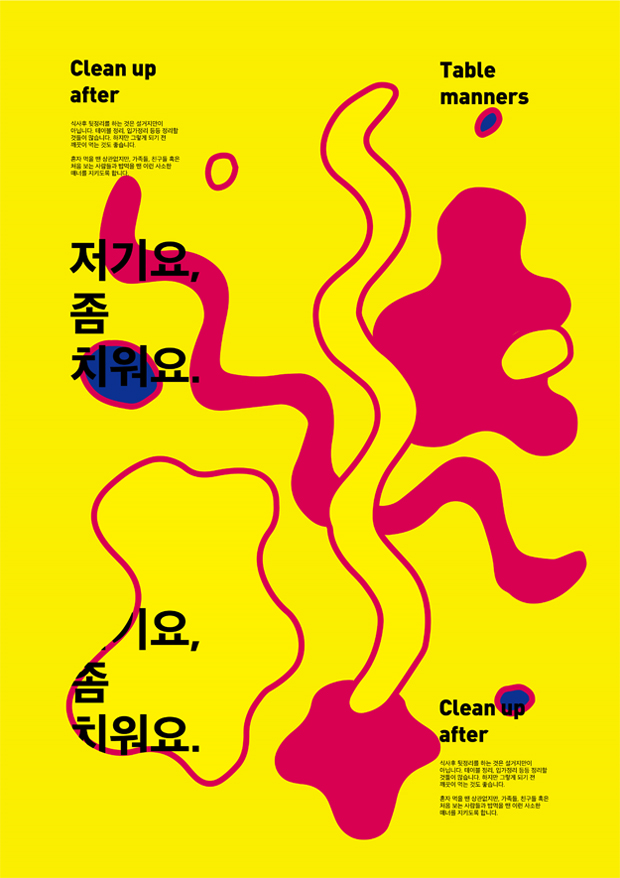 Clean up
after
식사후 뒷정리를 하는 것은 설거지만이
아닙니다. 테이블 정리, 입가정리 등등 정리할
것들이 많습니다. 하지만 그렇게 되기 전
깨끗이 먹는 것도 좋습니다.
혼자 먹을 땐 상관없지만, 가족들, 친구들 혹은
처음 보는 사람들과 밥먹을 땐 이런 사소한
매너를 지키도록 합니다.
Table
manners
저기요,
좀
치워요.
기요,
좀
치워요.
Clean up
after
식사후 뒷정리를 하는 것은 설거지만이
아닙니다. 테이블 정리, 입가정리 등등 정리할
것들이 많습니다. 하지만 그렇게 되기 전
깨끗이 먹는 것도 좋습니다.
혼자 먹을 땐 상관없지만, 가족들, 친구들 혹은
처음 보는 사람들과 밥먹을 땐 이런 사소한
매너를 지키도록 합니다.